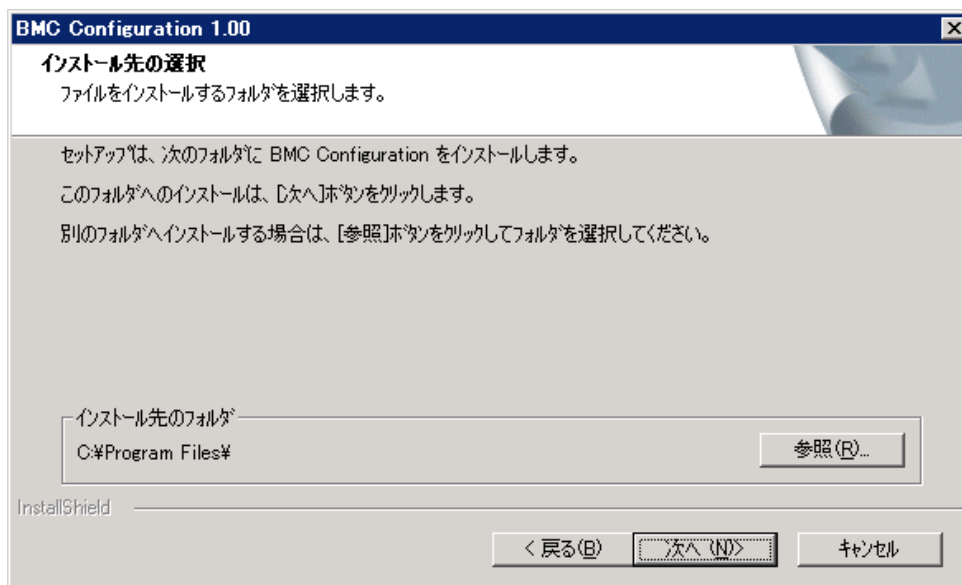 BMC Configuration 1.00
インストール先の選択
ファイルをインストールするフォルダを選択します。
セットアップは、次のフォルダに BMC Configuration をインストールします。
このフォルダへのインストールは、[次へ]ボタンをクリックします。
別のフォルダへインストールする場合は、[参照]ボタンをクリックしてフォルダを選択してください。
インストール先のフォルダ
C:¥Program Files¥
参照(R)...
InstallShield
< 戻る(B)
次へ (N)>
キャンセル